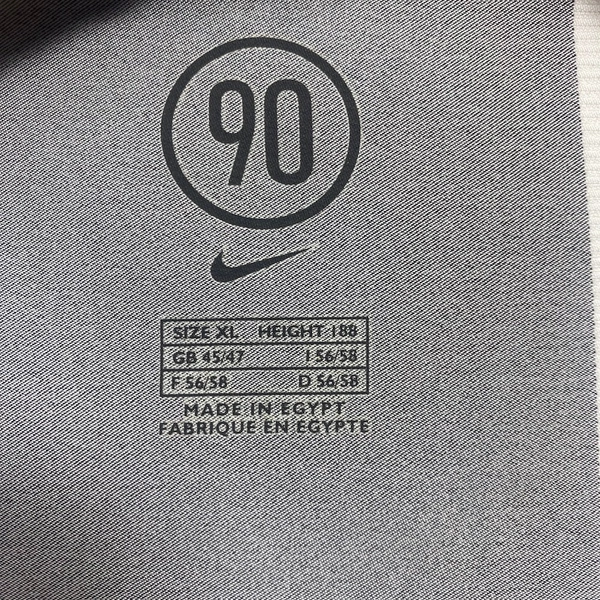 90
SIZE XL HEIGHT 188
GB 45/47 I 56/58
F 56/58 D 56/58
MADE IN EGYPT
FABRIQUE EN EGYPTE